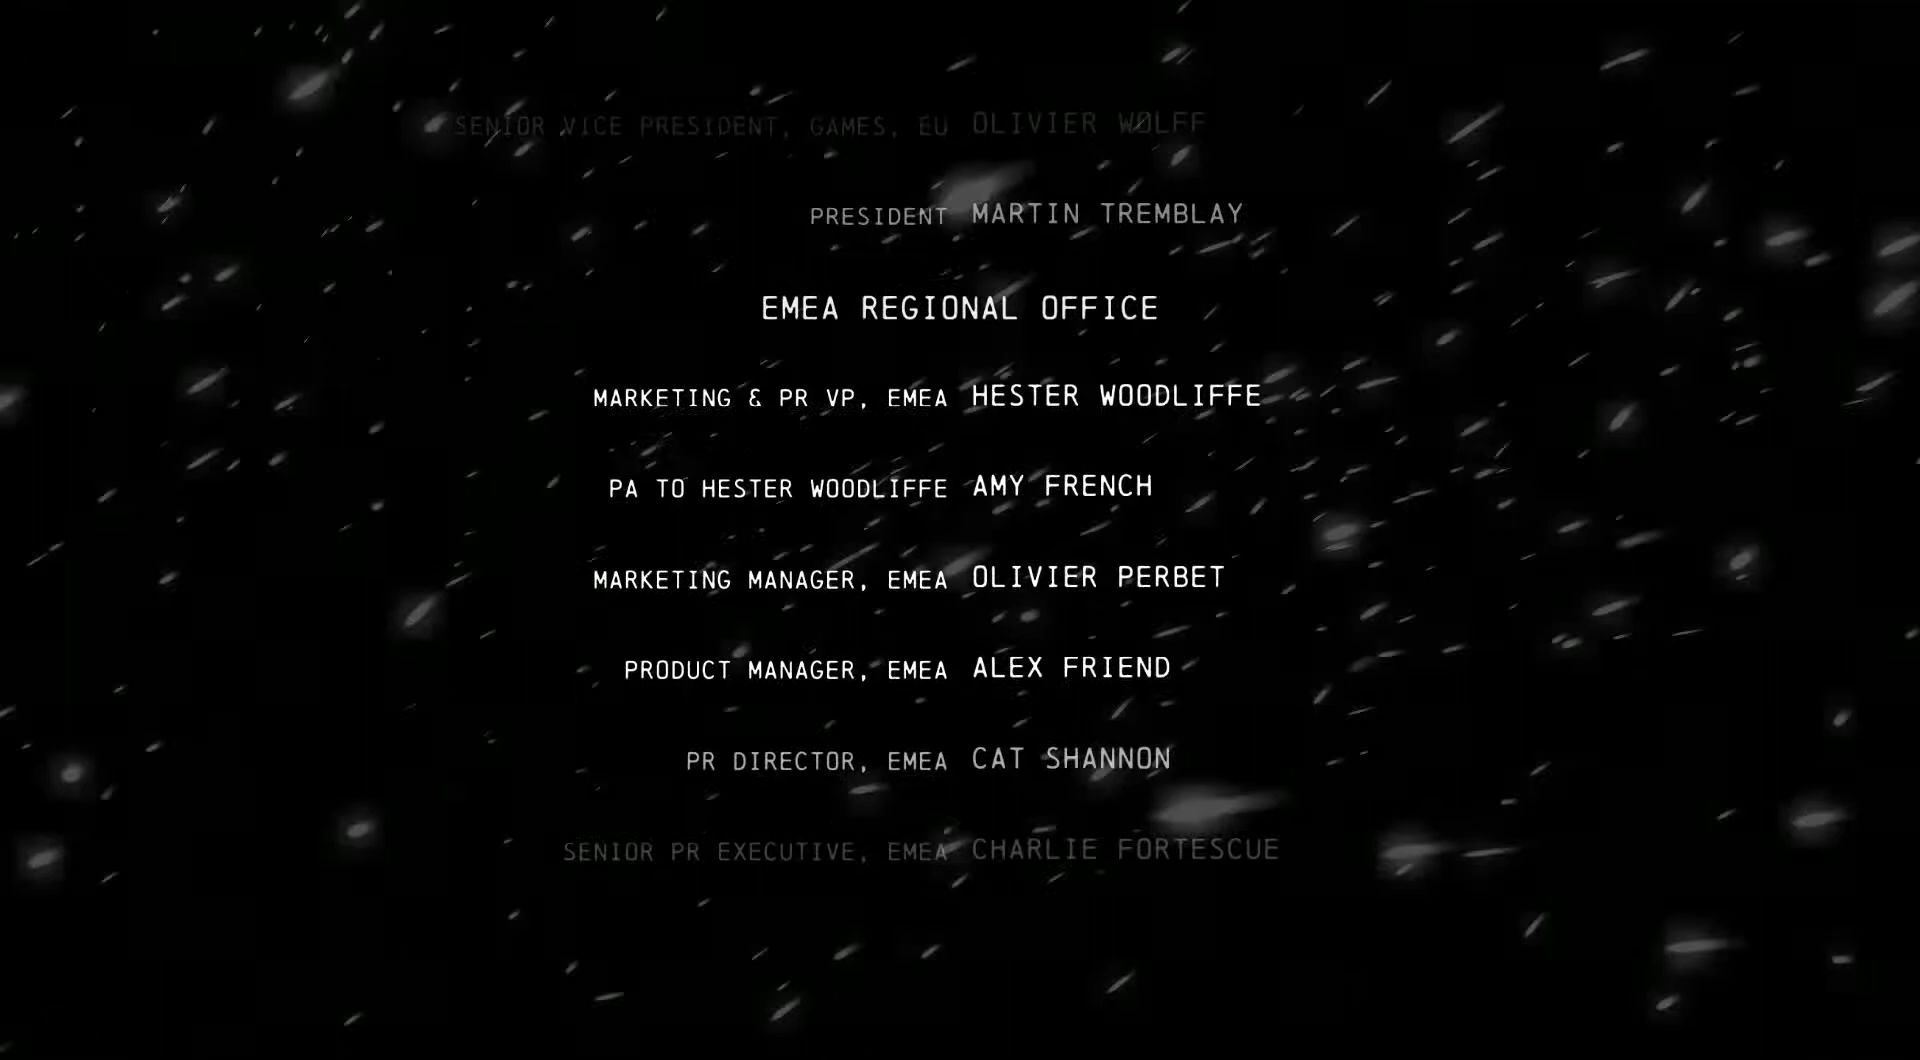 SENIOR VICE PRESIDENT, GAMES, EU OLIVIER WOLFF
PRESIDENT MARTIN TREMBLAY
EMEA REGIONAL OFFICE
MARKETING & PR VP, EMEA HESTER WOODLIFFE
PA TO HESTER WOODLIFFE AMY FRENCH
MARKETING MANAGER, EMEA OLIVIER PERBET
PRODUCT MANAGER, EMEA ALEX FRIEND
PR DIRECTOR, EMEA CAT SHANNON
SENIOR PR EXECUTIVE, EMEA CHARLIE FORTESCUE